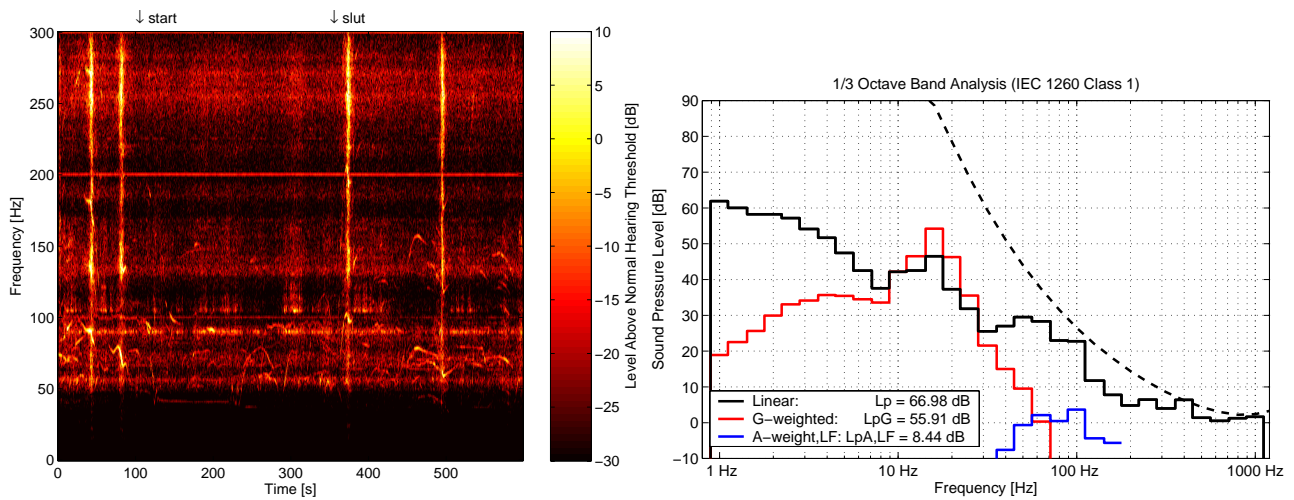 ↓ start
↓ slut
300
250
200
150
100
50
0
Frequency [Hz]
0
100
200
300
400
500
Time [s]
10
5
0
−5
−10
−15
−20
−25
−30
Level Above Normal Hearing Threshold [dB]
1/3 Octave Band Analysis (IEC 1260 Class 1)
90
80
70
60
50
40
30
20
10
0
−10
Sound Pressure Level [dB]
Linear: Lp = 66.98 dB
G−weighted: LpG = 55.91 dB
A−weight,LF: LpA,LF = 8.44 dB
1 Hz
10 Hz
100 Hz
1000 Hz
Frequency [Hz]